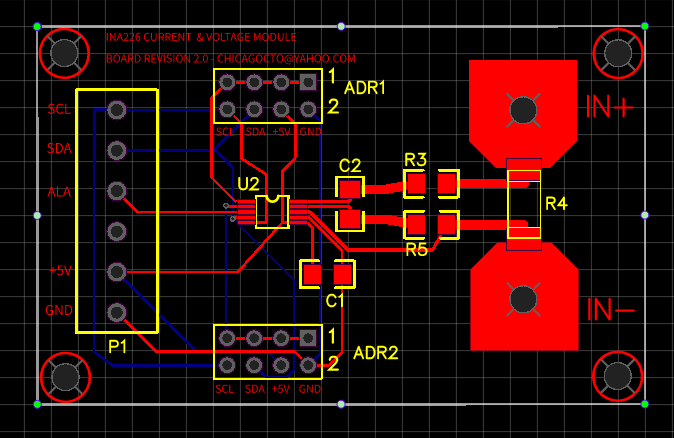 INA226 CURRENT & VOLTAGE MODULE
BOARD REVISION 2.0 - CHICAGOCTO@YAHOO.COM
1
ADR1
2
SCL SDA +5V GND
SCL
SDA
ALA
+5V
GND
P1
U2
C2
R3
R5
R4
IN+
IN-
C1
1
ADR2
2
SCL SDA +5V GND